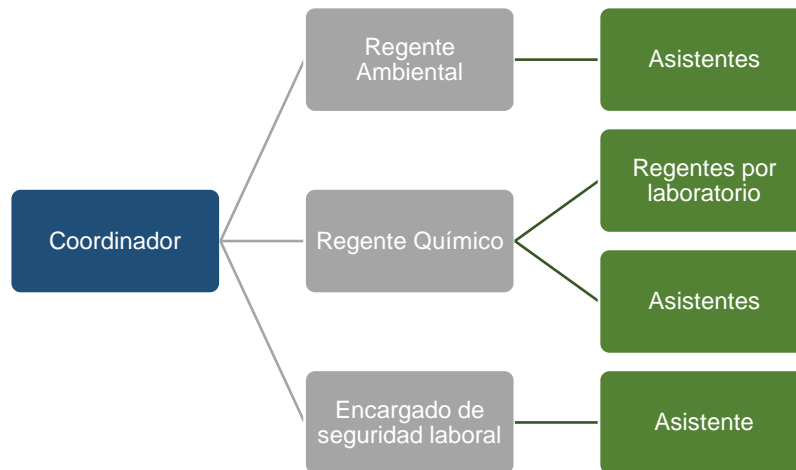 Regente
Ambiental
Asistentes
Regentes por
laboratorio
Coordinador
Regente Químico
Asistentes
Encargado de
seguridad laboral
Asistente